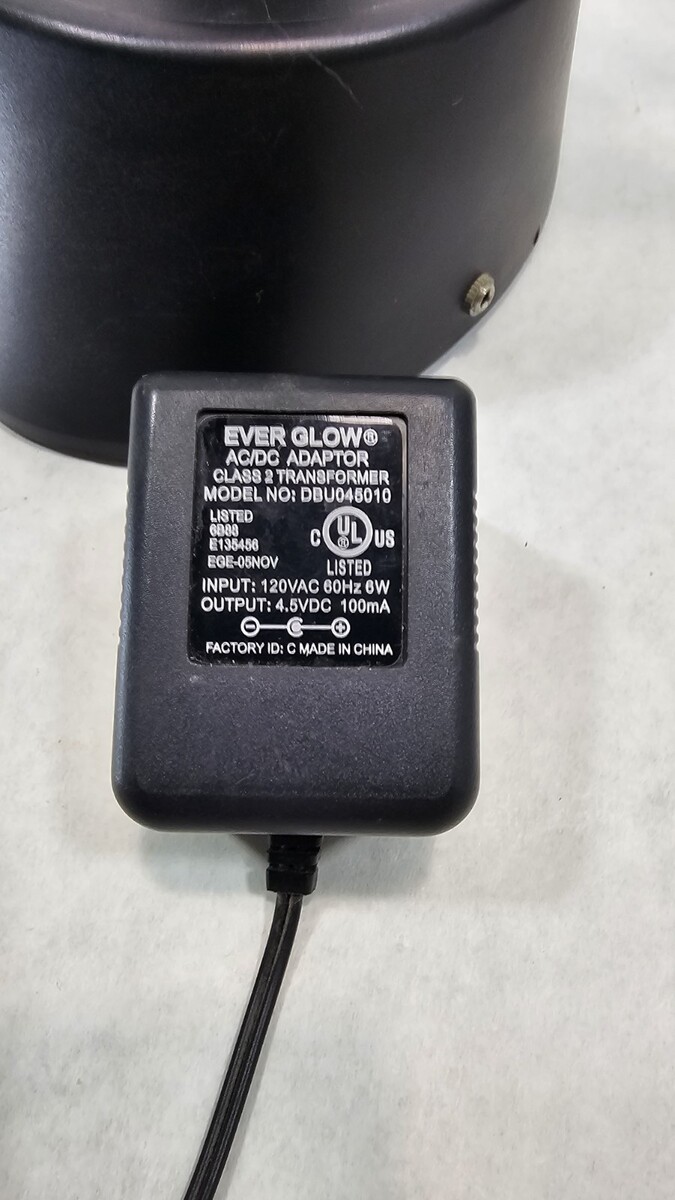 EVER GLOW®
AC/DC ADAPTOR
CLASS 2 TRANSFORMER
MODEL NO: DBU045010
LISTED
6B88
E135456
EGE-05NOV
C UL ® US
LISTED
INPUT: 120VAC 60Hz 6W
OUTPUT: 4.5VDC 100mA
FACTORY ID: C MADE IN CHINA